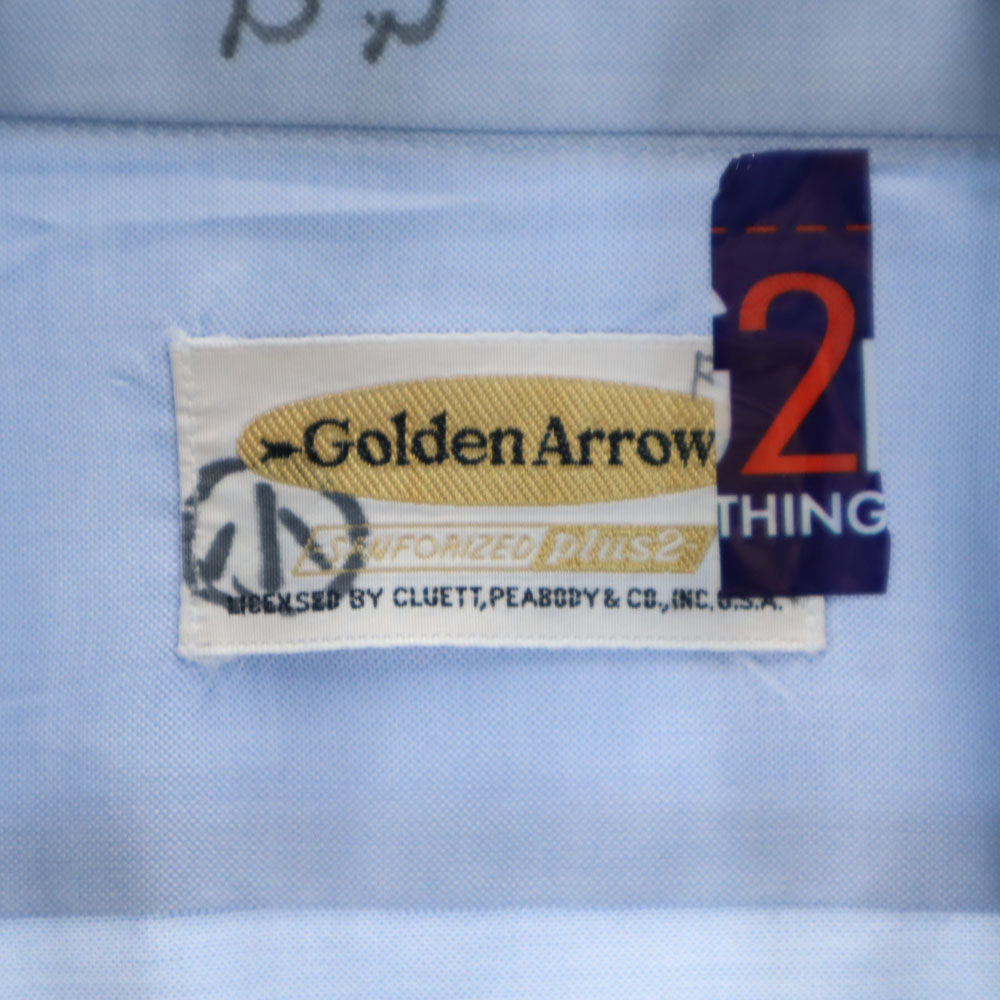 Golden Arrow
2
THING
小
SANFORIZED plus2
LICENSED BY CLUETT, PEABODY & CO., INC. U.S.A.